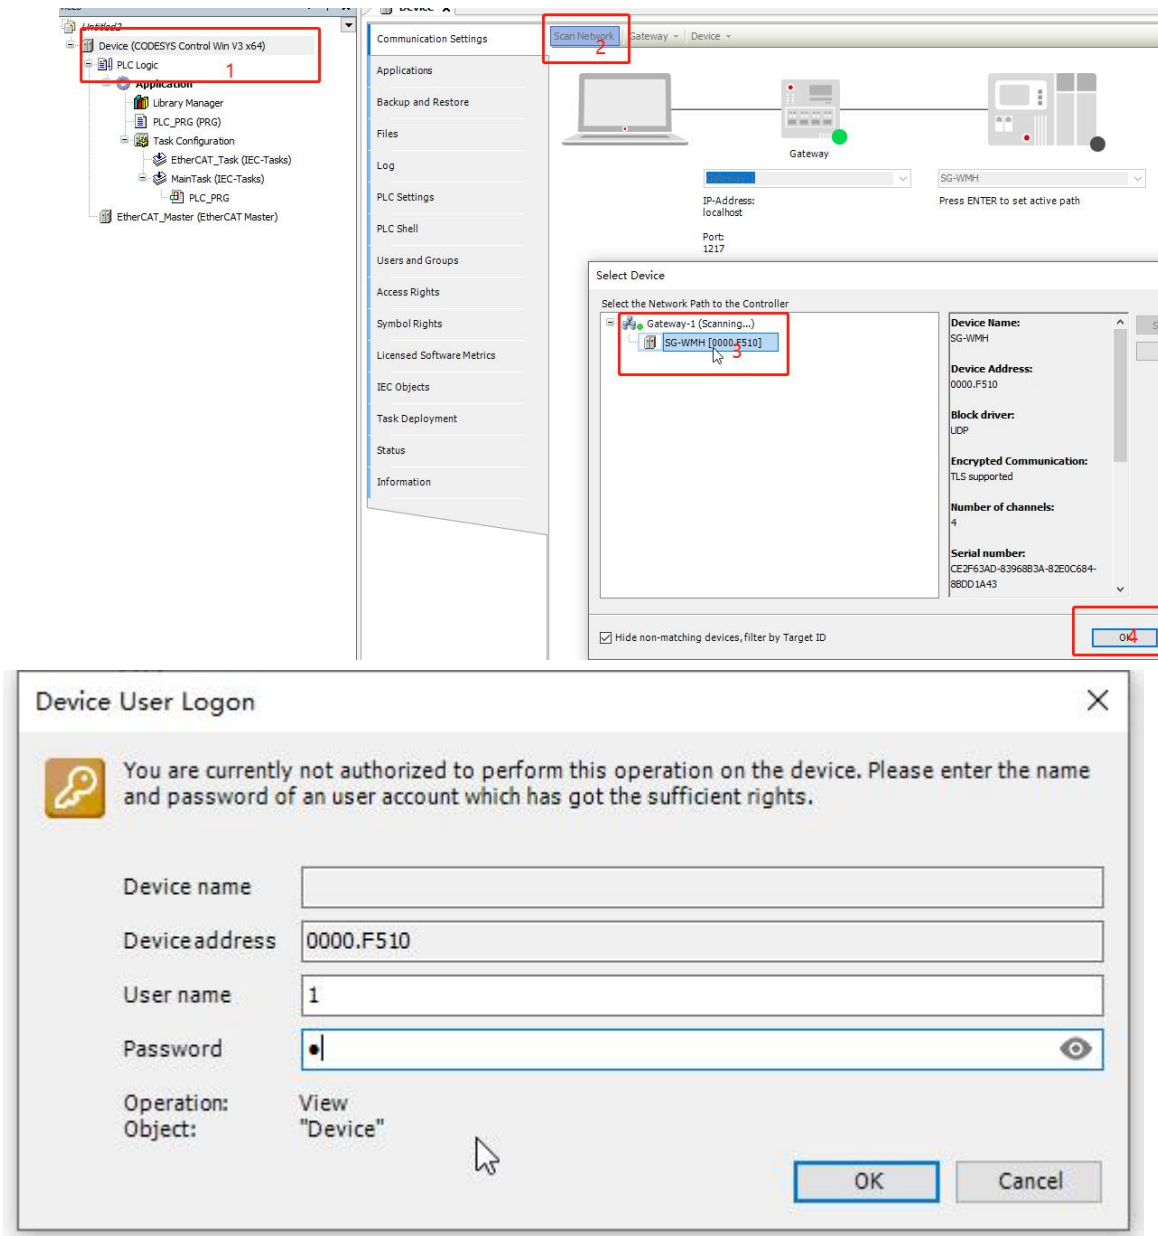 Device
Untitled2
Device (CODESYS Control Win V3 x64)
PLC Logic
1
Application
Library Manager
PLC_PRG (PRG)
Task Configuration
EtherCAT_Task (IEC-Tasks)
MainTask (IEC-Tasks)
PLC_PRG
EtherCAT_Master (EtherCAT Master)
Communication Settings
Applications
Backup and Restore
Files
Log
PLC Settings
PLC Shell
Users and Groups
Access Rights
Symbol Rights
Licensed Software Metrics
IEC Objects
Task Deployment
Status
Information
Scan Network
2
Gateway
Device
Gateway
Gateway-1
SG-WMH
IP-Address:
localhost
Press ENTER to set active path
Port:
1217
Select Device
Select the Network Path to the Controller
Gateway-1 (Scanning...)
SG-WMH [0000.F510]
3
Device Name:
SG-WMH
Device Address:
0000.F510
Block driver:
UDP
Encrypted Communication:
TLS supported
Number of channels:
4
Serial number:
CE2F63AD-83968B3A-82E0C684-
8BDD1A43
Hide non-matching devices, filter by Target ID
OK
4
Device User Logon
You are currently not authorized to perform this operation on the device. Please enter the name
and password of an user account which has got the sufficient rights.
Device name
Device address 0000.F510
User name 1
Password
Operation: View
Object: "Device"
OK Cancel